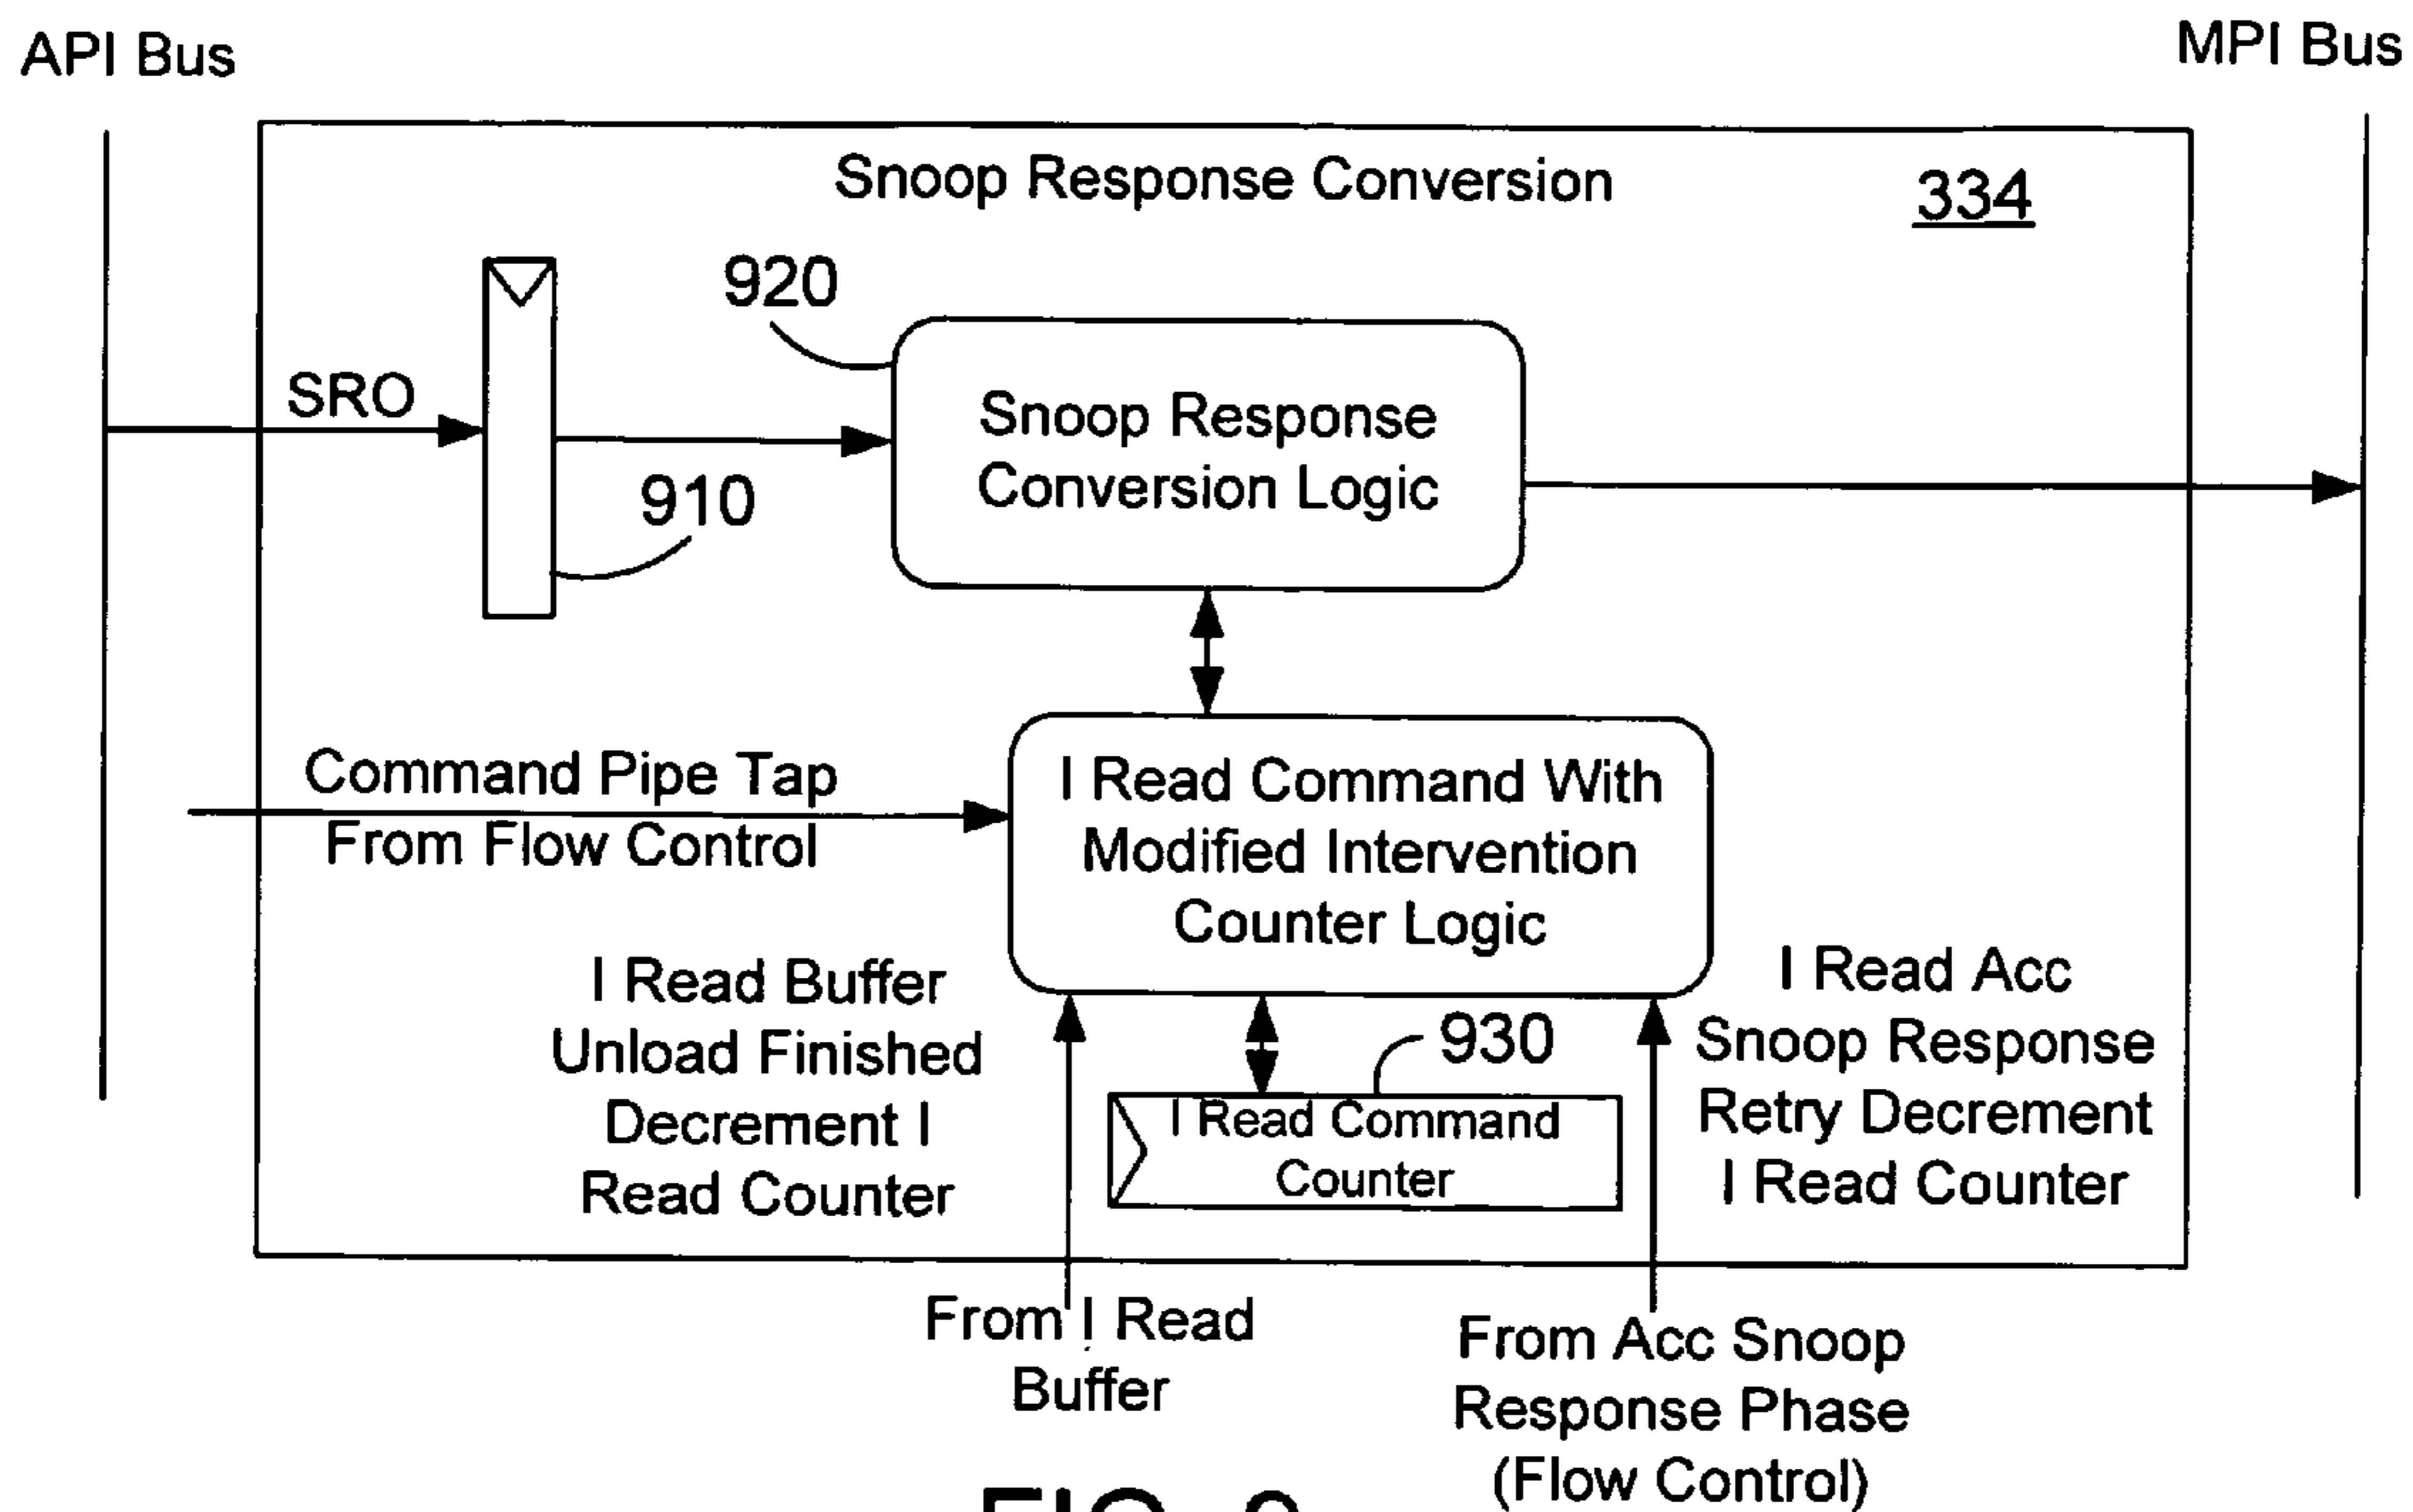 API Bus
MPI Bus
Snoop Response Conversion
334
920
SRO
Snoop Response
Conversion Logic
910
Command Pipe Tap
From Flow Control
I Read Command With
Modified Intervention
Counter Logic
I Read Buffer
Unload Finished
Decrement I
Read Counter
I Read Acc
Snoop Response
Retry Decrement
I Read Counter
930
I Read Command
Counter
From I Read
Buffer
From Acc Snoop
Response Phase
(Flow Control)